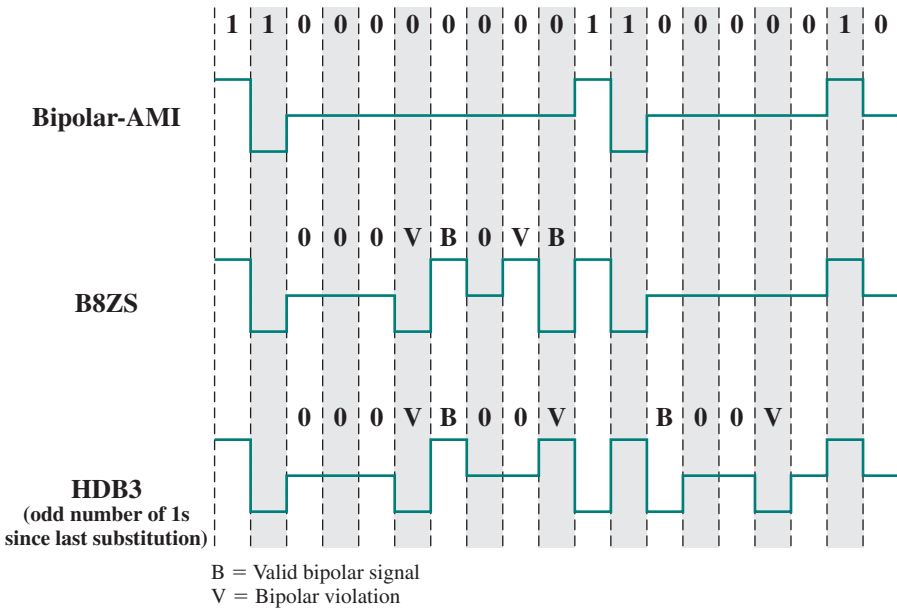 1 1 0 0 0 0 0 0 0 0 1 1 0 0 0 0 0 1 0
Bipolar-AMI
0 0 0 V B 0 V B
B8ZS
0 0 0 V B 0 0 V B 0 0 V
HDB3
(odd number of 1s
since last substitution)
B = Valid bipolar signal
V = Bipolar violation